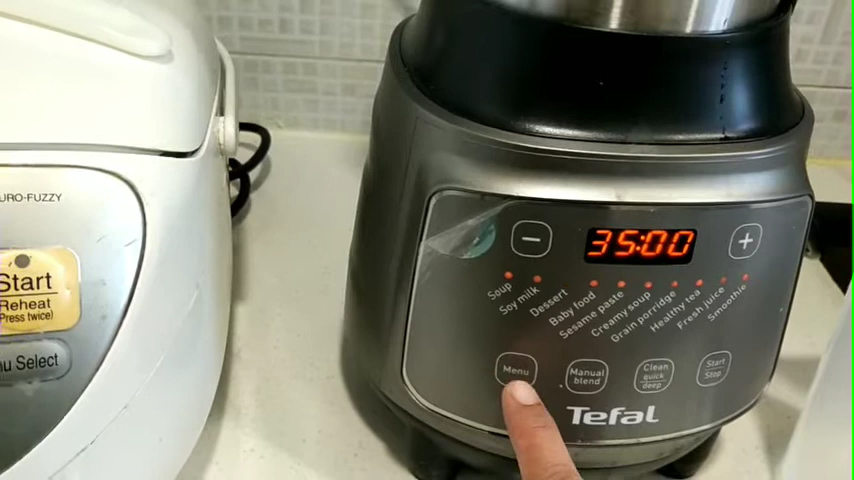 URO-FUZZY
Start
Reheat
Press twice)
nu Select
35:00
Soup
Soy milk
Dessert
Baby food
Sesame paste
Creamy soup
Grain porridge
Healthy tea
Fresh juice
Smoothie
Menu
Manual
blend
Clean
quick
deep
Start
Stop
Tefal